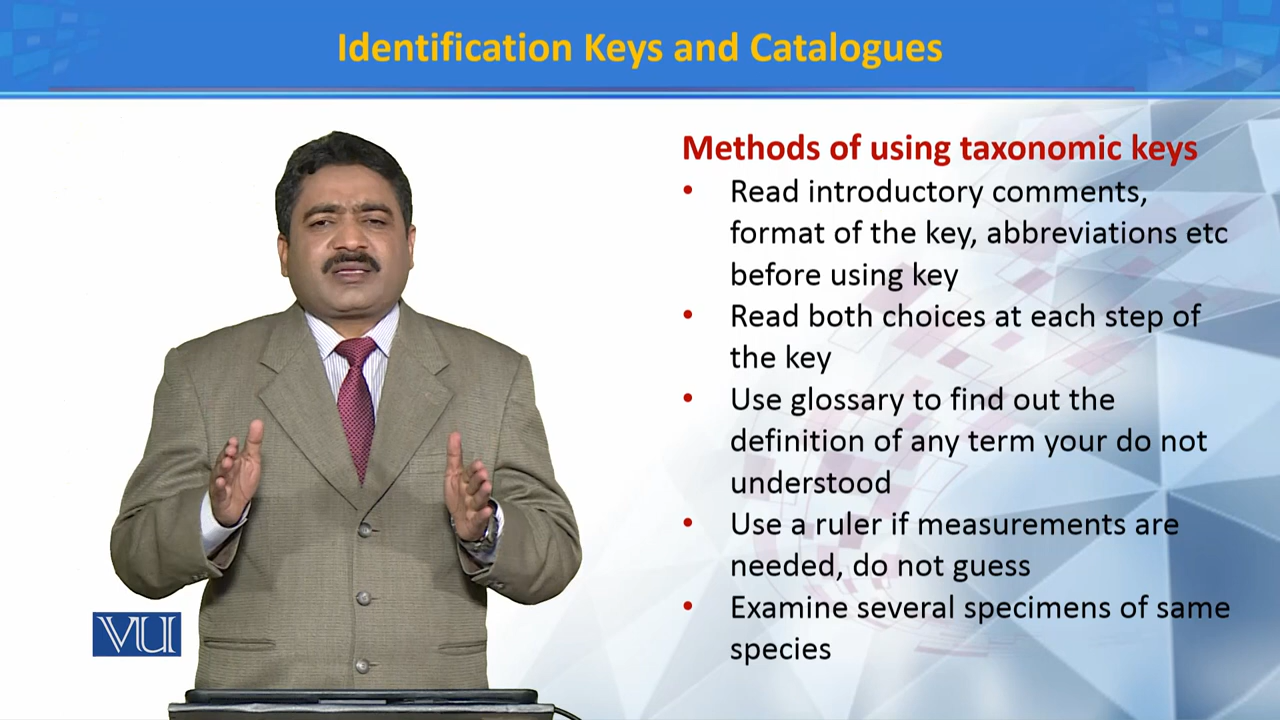 Identification Keys and Catalogues
Methods of using taxonomic keys
• Read introductory comments,
format of the key, abbreviations etc
before using key
• Read both choices at each step of
the key
• Use glossary to find out the
definition of any term your do not
understood
• Use a ruler if measurements are
needed, do not guess
• Examine several specimens of same
species
VU